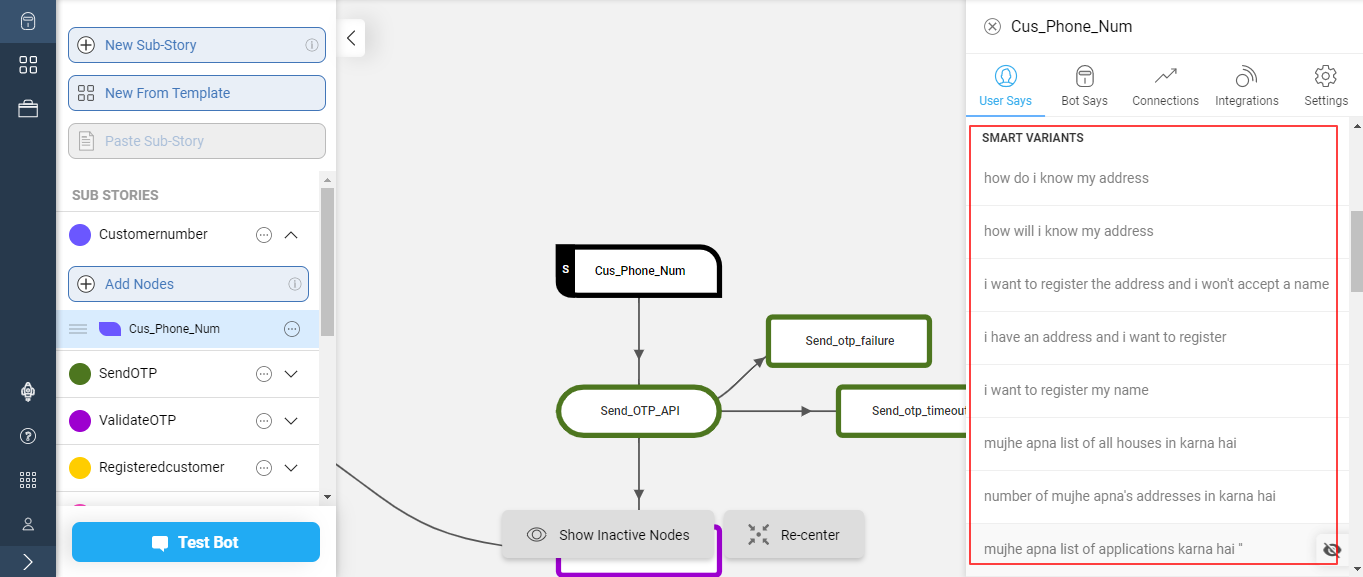 New Sub-Story
New From Template
Paste Sub-Story
SUB STORIES
Customernumber
Add Nodes
Cus_Phone_Num
SendOTP
ValidateOTP
Registeredcustomer
Test Bot
S
Cus_Phone_Num
Send_otp_failure
Send_OTP_API
Send_otp_timeout
Show Inactive Nodes
Re-center
Cus_Phone_Num
User Says
Bot Says
Connections
Integrations
Settings
SMART VARIANTS
how do i know my address
how will i know my address
i want to register the address and i won't accept a name
i have an address and i want to register
i want to register my name
mujhe apna list of all houses in karna hai
number of mujhe apna's addresses in karna hai
mujhe apna list of applications karna hai "